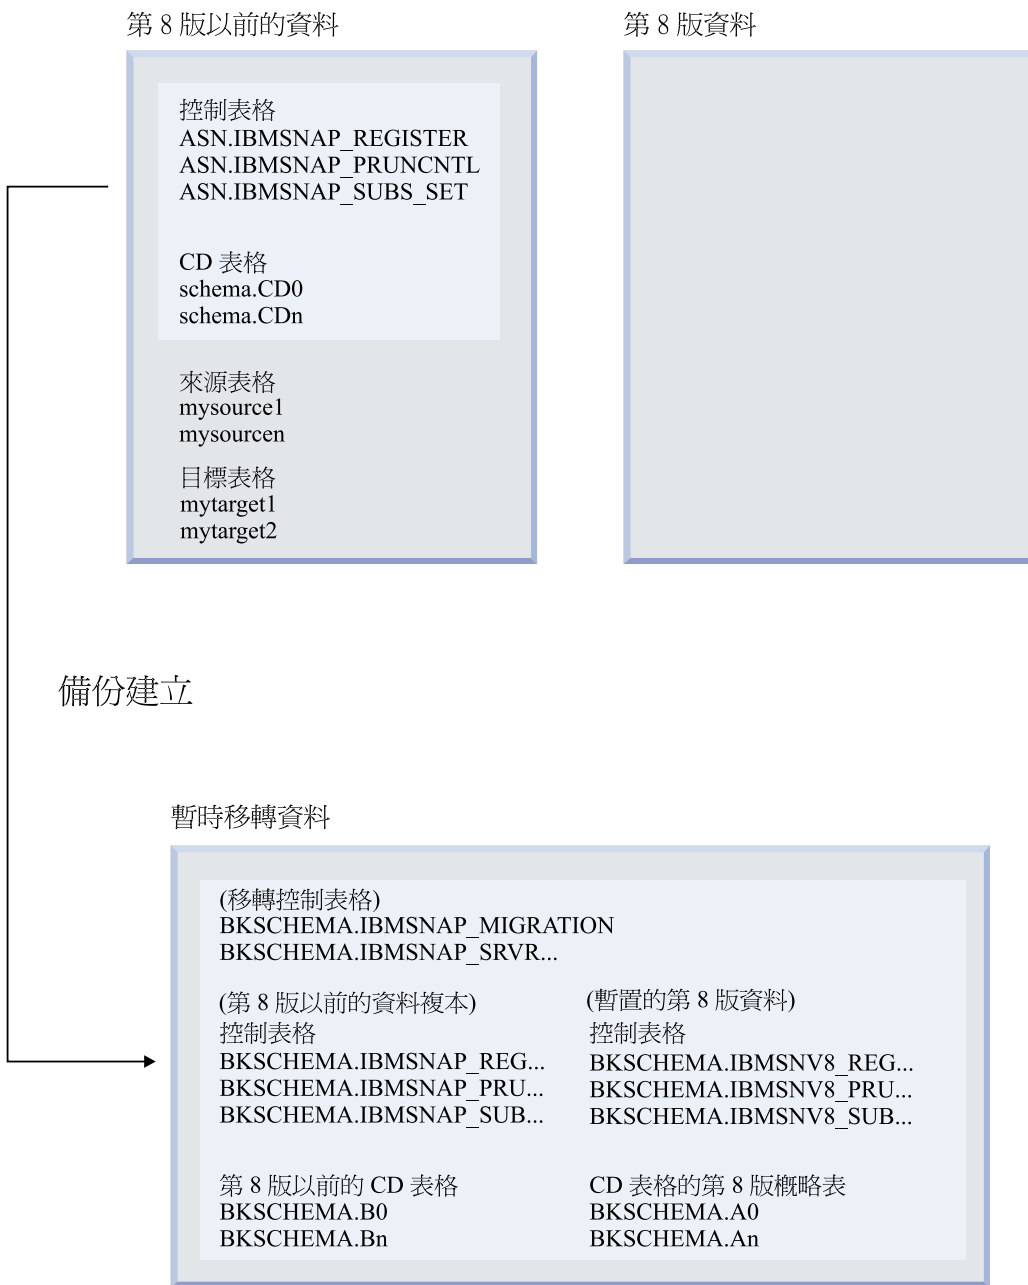 第 8 版以前的資料
控制表格
ASN.IBMSNAP_REGISTER
ASN.IBMSNAP_PRUNCNTL
ASN.IBMSNAP_SUBS_SET
CD 表格
schema.CD0
schema.CDn
來源表格
mysource1
mysourcen
目標表格
mytarget1
mytarget2
第 8 版資料
備份建立
暫時移轉資料
(移轉控制表格)
BKSCHEMA.IBMSNAP_MIGRATION
BKSCHEMA.IBMSNAP_SRVR...
(第 8 版以前的資料複本)
控制表格
BKSCHEMA.IBMSNAP_REG...
BKSCHEMA.IBMSNAP_PRU...
BKSCHEMA.IBMSNAP_SUB...
第 8 版以前的 CD 表格
BKSCHEMA.B0
BKSCHEMA.Bn
(暫置的第 8 版資料)
控制表格
BKSCHEMA.IBMSNV8_REG...
BKSCHEMA.IBMSNV8_PRU...
BKSCHEMA.IBMSNV8_SUB...
CD 表格的第 8 版概略表
BKSCHEMA.A0
BKSCHEMA.An